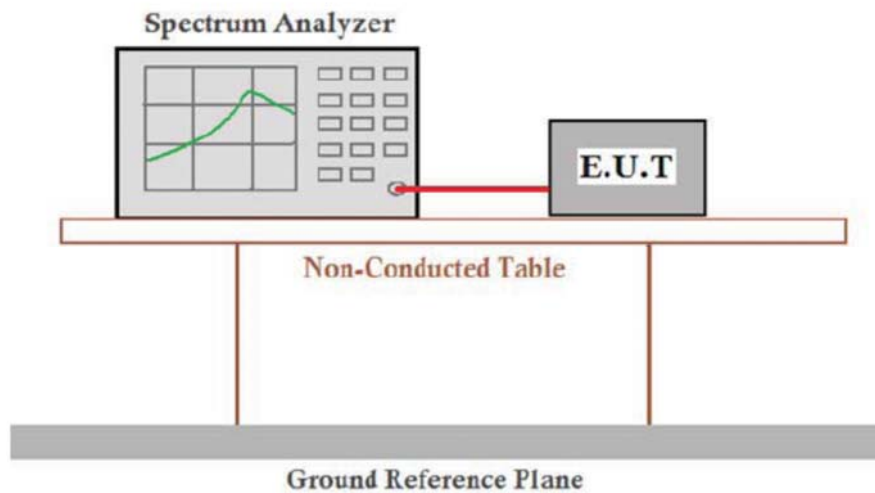 Spectrum Analyzer
E.U.T
Non-Conducted Table
Ground Reference Plane